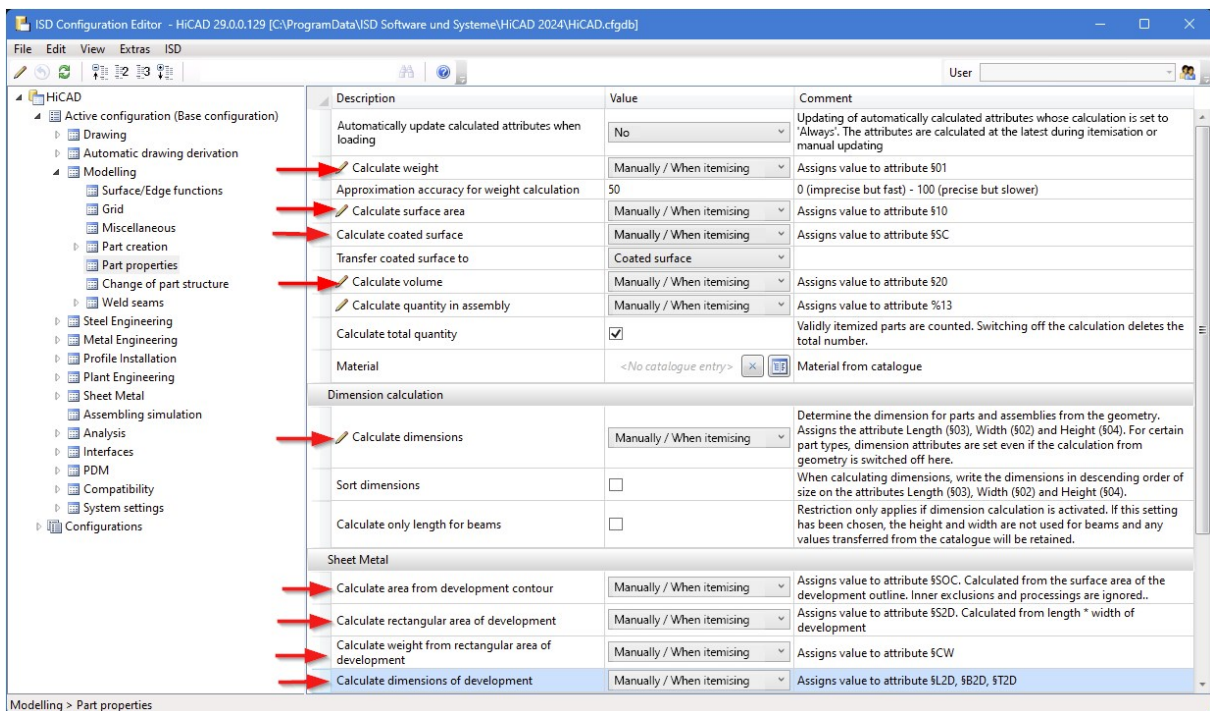 ISD Configuration Editor - HiCAD 29.0.0.129 [C:\ProgramData\ISD Software und Systeme\HiCAD 2024\HiCAD.cfgdb]
File Edit View Extras ISD
User
HiCAD
Active configuration (Base configuration)
Drawing
Automatic drawing derivation
Modelling
Surface/Edge functions
Grid
Miscellaneous
Part creation
Part properties
Change of part structure
Weld seams
Steel Engineering
Metal Engineering
Profile Installation
Plant Engineering
Sheet Metal
Assembling simulation
Analysis
Interfaces
PDM
Compatibility
System settings
Configurations
Description Value Comment
Automatically update calculated attributes when
loading
No
Updating of automatically calculated attributes whose calculation is set to
'Always'. The attributes are calculated at the latest during itemisation or
manual updating
Calculate weight Manually / When itemising Assigns value to attribute §01
Approximation accuracy for weight calculation 50 0 (imprecise but fast) - 100 (precise but slower)
Calculate surface area Manually / When itemising Assigns value to attribute §10
Calculate coated surface Manually / When itemising Assigns value to attribute §SC
Transfer coated surface to Coated surface
Calculate volume Manually / When itemising Assigns value to attribute §20
Calculate quantity in assembly Manually / When itemising Assigns value to attribute %13
Calculate total quantity
Validly itemized parts are counted. Switching off the calculation deletes the
total number.
Material <No catalogue entry> Material from catalogue
Dimension calculation
Calculate dimensions Manually / When itemising
Determine the dimension for parts and assemblies from the geometry.
Assigns the attribute Length (§03), Width (§02) and Height (§04). For certain
part types, dimension attributes are set even if the calculation from
geometry is switched off here.
Sort dimensions
When calculating dimensions, write the dimensions in descending order of
size on the attributes Length (§03), Width (§02) and Height (§04).
Calculate only length for beams
Restriction only applies if dimension calculation is activated. If this setting
has been chosen, the height and width are not used for beams and any
values transferred from the catalogue will be retained.
Sheet Metal
Calculate area from development contour Manually / When itemising
Assigns value to attribute §SOC. Calculated from the surface area of the
development outline. Inner exclusions and processings are ignored..
Calculate rectangular area of development Manually / When itemising
Assigns value to attribute §S2D. Calculated from length * width of
development
Calculate weight from rectangular area of
development
Manually / When itemising Assigns value to attribute §CW
Calculate dimensions of development Manually / When itemising Assigns value to attribute §L2D, §B2D, §T2D
Modelling > Part properties